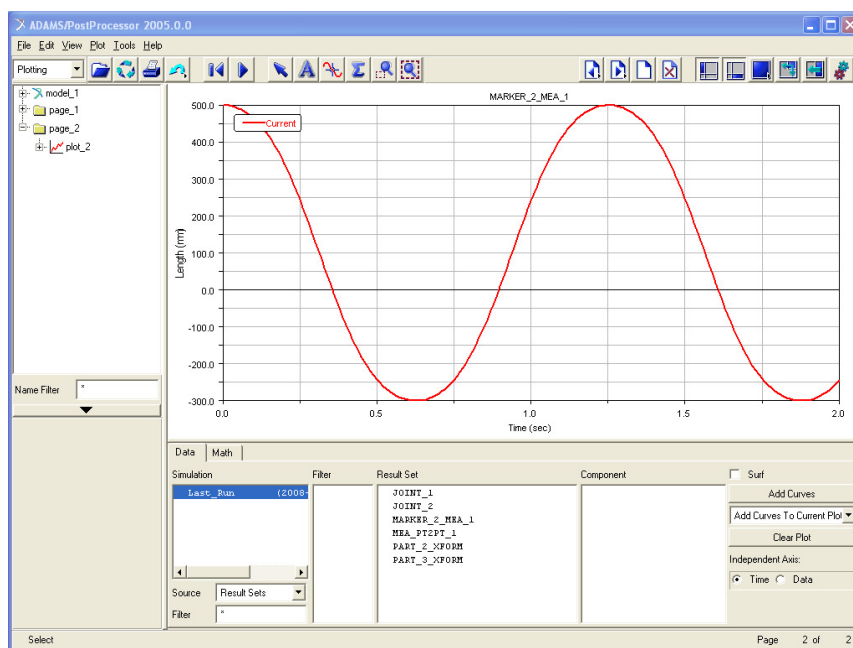 ADAMS/PostProcessor 2005.0.0
File Edit View Plot Tools Help
Plotting
model_1
page_1
page_2
plot_2
MARKER_2_MEA_1
Current
500.0
400.0
300.0
200.0
100.0
0.0
-100.0
-200.0
-300.0
Length (mm)
0.0 0.5 1.0 1.5 2.0
Time (sec)
Name Filter *
Data Math
Simulation Filter Result Set Component Surf
Last_Run (2008-
JOINT_1
JOINT_2
MARKER_2_MEA_1
MEA_PT2PT_1
PART_2_XFORM
PART_3_XFORM
Add Curves
Add Curves To Current Plot
Clear Plot
Independent Axis:
Time Data
Source Result Sets
Filter *
Select
Page 2 of 2